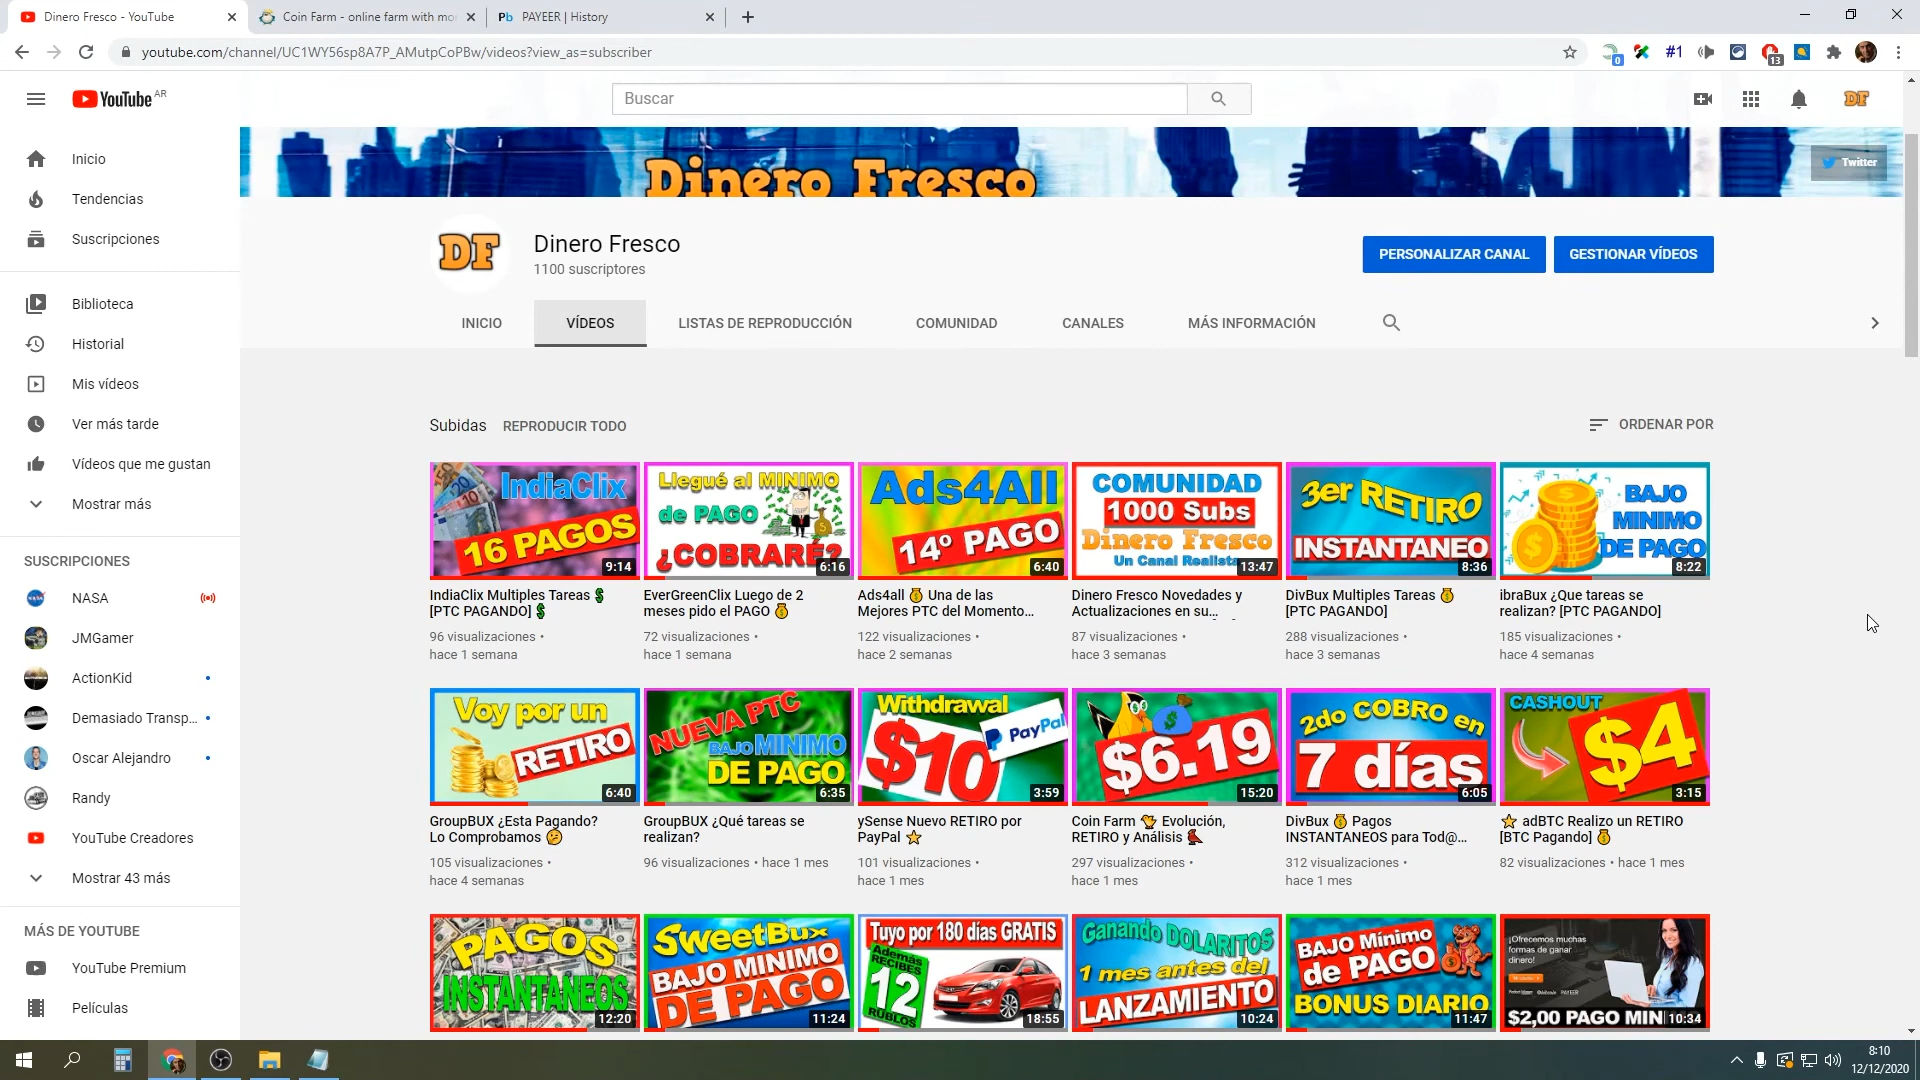 Dinero Fresco - YouTube
Coin Farm - online farm with mo
Pb PAYEER | History
youtube.com/channel/UC1WY56sp8A7P_AMutpCoPBw/videos?view_as=subscriber
0
#1
13
YouTube AR
Buscar
DF
Inicio
Tendencias
Suscripciones
Biblioteca
Historial
Mis vídeos
Ver más tarde
Vídeos que me gustan
Mostrar más
SUSCRIPCIONES
NASA
JMGamer
ActionKid
Demasiado Transp...
Oscar Alejandro
Randy
YouTube Creadores
Mostrar 43 más
MÁS DE YOUTUBE
YouTube Premium
Películas
Dinero Fresco
Twitter
DF
Dinero Fresco
1100 suscriptores
PERSONALIZAR CANAL
GESTIONAR VÍDEOS
INICIO
VÍDEOS
LISTAS DE REPRODUCCIÓN
COMUNIDAD
CANALES
MÁS INFORMACIÓN
Subidas
REPRODUCIR TODO
ORDENAR POR
IndiaClix
16 PAGOS
9:14
IndiaClix Multiples Tareas 💲
[PTC PAGANDO] 💲
96 visualizaciones •
hace 1 semana
Llegué al MINIMO
de PAGO
¿COBRARÉ?
6:16
EverGreenClix Luego de 2
meses pido el PAGO 💰
72 visualizaciones •
hace 1 semana
Ads4All
14º PAGO
6:40
Ads4all 💰 Una de las
Mejores PTC del Momento...
122 visualizaciones •
hace 2 semanas
COMUNIDAD
1000 Subs
Dinero Fresco
Un Canal Realista
13:47
Dinero Fresco Novedades y
Actualizaciones en su...
87 visualizaciones •
hace 3 semanas
3er RETIRO
INSTANTANEO
8:36
DivBux Multiples Tareas 💰
[PTC PAGANDO]
288 visualizaciones •
hace 3 semanas
BAJO
MINIMO
DE PAGO
8:22
ibraBux ¿Que tareas se
realizan? [PTC PAGANDO]
185 visualizaciones •
hace 4 semanas
Voy por un
RETIRO
6:40
GroupBUX ¿Esta Pagando?
Lo Comprobamos 🤔
105 visualizaciones •
hace 4 semanas
NUEVA PTC
BAJO MINIMO
DE PAGO
6:35
GroupBUX ¿Qué tareas se
realizan?
96 visualizaciones • hace 1 mes
Withdrawal
$10
PayPal
3:59
ySense Nuevo RETIRO por
PayPal ⭐
101 visualizaciones •
hace 1 mes
$6.19
15:20
Coin Farm 🐤 Evolución,
RETIRO y Análisis 🐦
297 visualizaciones •
hace 1 mes
2do COBRO en
7 días
6:05
DivBux 💰 Pagos
INSTANTANEOS para Tod@...
312 visualizaciones •
hace 1 mes
CASHOUT
$4
3:15
⭐ adBTC Realizo un RETIRO
[BTC Pagando] 💰
82 visualizaciones • hace 1 mes
PAGOS
INSTANTANEOS
12:20
SweetBux
BAJO MINIMO
DE PAGO
11:24
Tuyo por 180 días GRATIS
Además
RECIBES
12
RUBLOS
18:55
Ganando DOLARITOS
1 mes antes del
LANZAMIENTO
10:24
BAJO Mínimo
de PAGO
BONUS DIARIO
11:47
¡Ofrecemos muchas
formas de ganar
dinero!
PAYEER
$2,00 PAGO MIN
10:34
8:10
12/12/2020